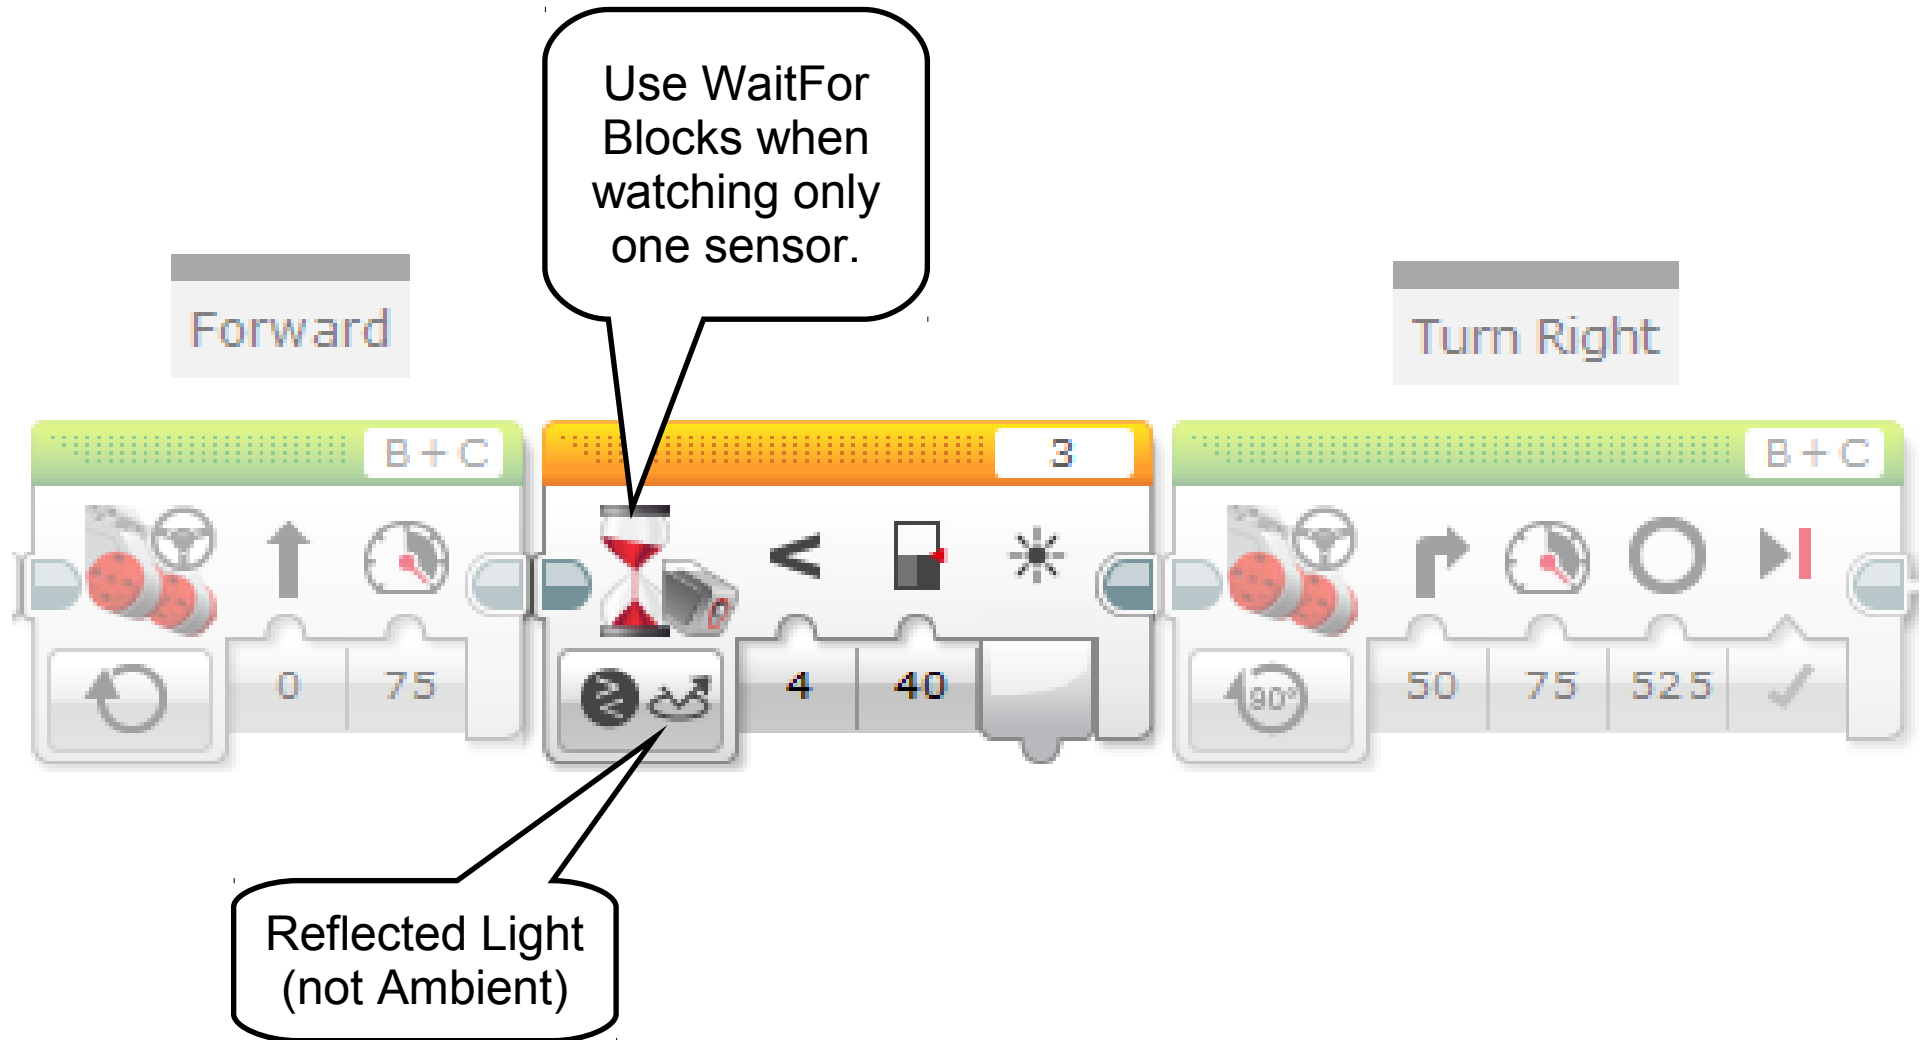 Use WaitFor
Blocks when
watching only
one sensor.
Forward
Turn Right
B + C
3
B + C
<
0
75
4
40
90°
50
75
525
Reflected Light
(not Ambient)